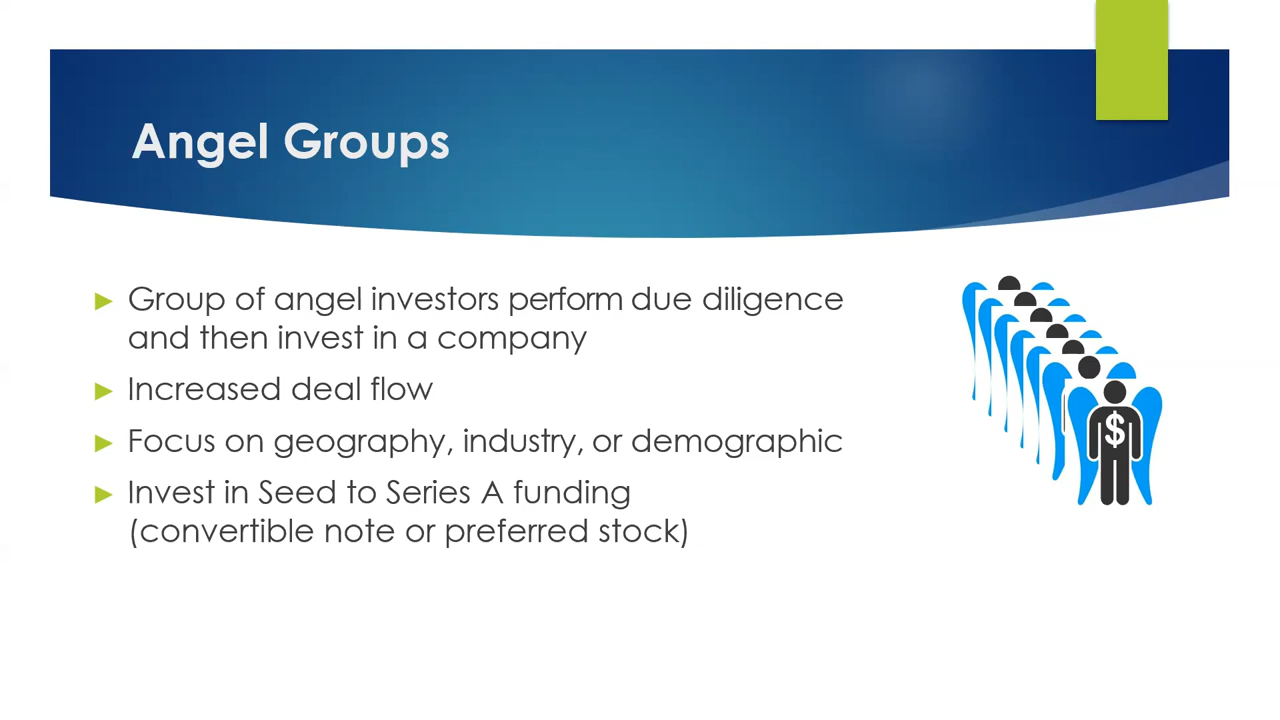 Angel Groups
► Group of angel investors perform due diligence
and then invest in a company
► Increased deal flow
► Focus on geography, industry, or demographic
► Invest in Seed to Series A funding
(convertible note or preferred stock)
$